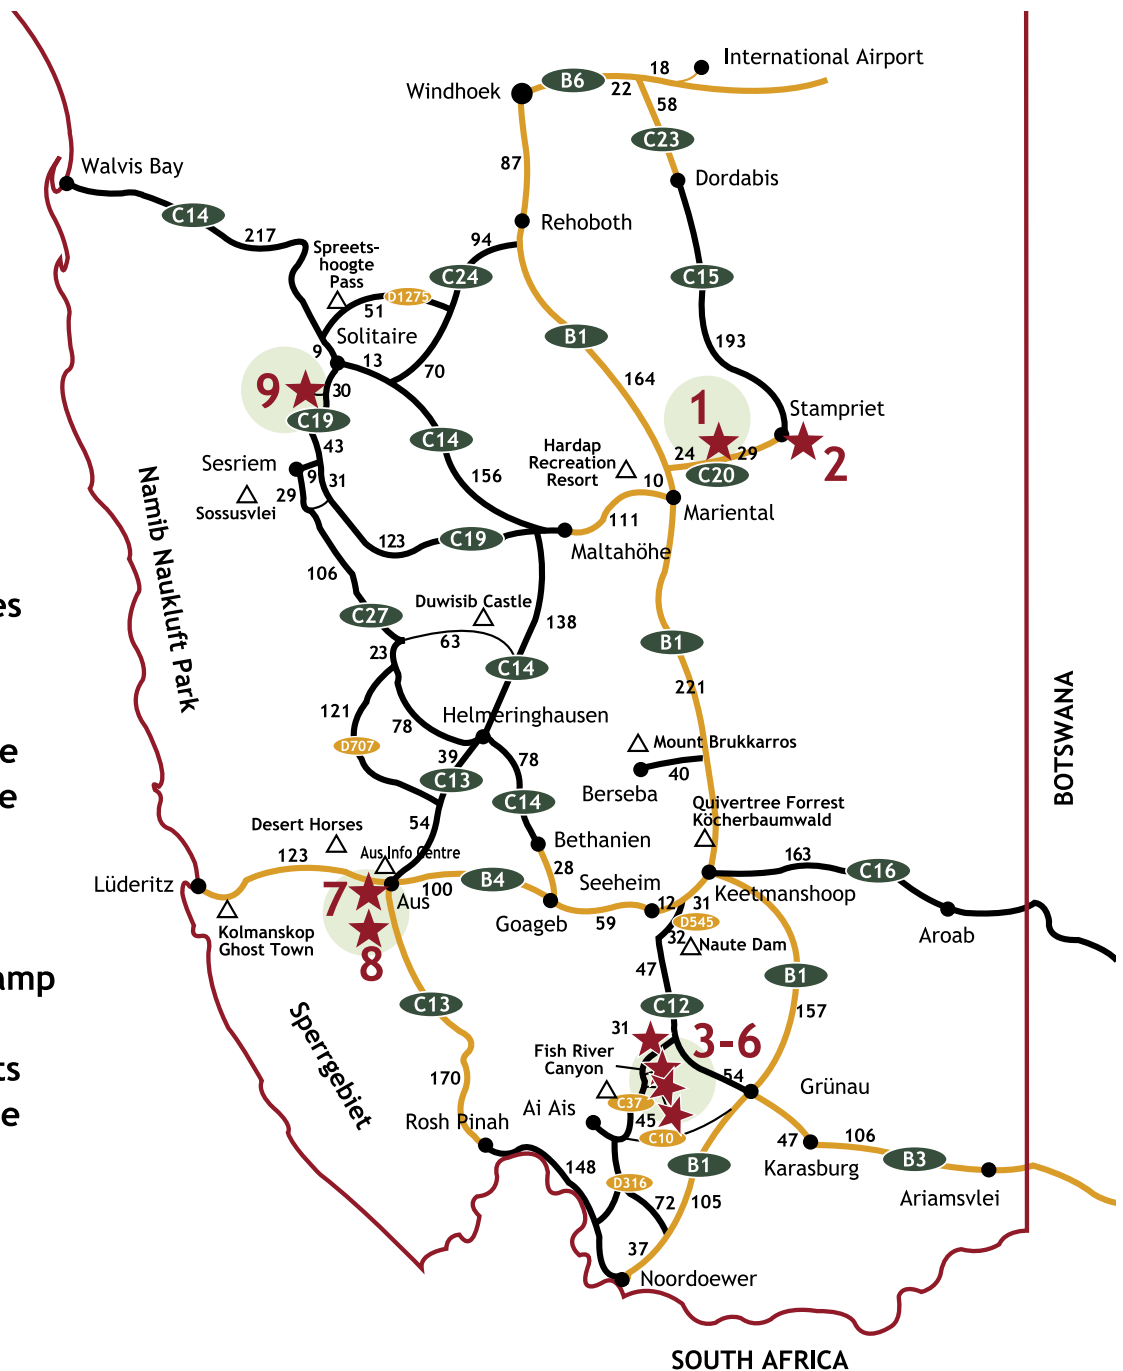 International Airport
18
B6
22
Windhoek
58
C23
87
Walvis Bay
Dordabis
C14
Rehoboth
217
94
Spreets-
hoogte
Pass
C24
C15
D1275
51
Solitaire
B1
193
9
13
70
164
9
30
1
Stampriet
C19
C14
43
Hardap
Recreation
Resort
24
29
2
Sesriem
9
31
156
10
C20
29
Sossusvlei
111
Mariental
123
C19
Maltahöhe
106
Namib Naukluft Park
es
Duwisib Castle
C27
138
63
B1
23
C14
221
121
78
Helmeringhausen
BOTSWANA
D707
39
78
Mount Brukkarros
e
C13
40
e
C14
Berseba
Quivertree Forrest
Köcherbaumwald
54
Desert Horses
Bethanien
Aus Info Centre
123
163
C16
Lüderitz
100
B4
28
Seeheim
7
Aus
Keetmanshoop
12
31
Goageb
59
D545
Aroab
Kolmanskop
Ghost Town
32
Naute Dam
8
47
amp
B1
C13
C12
157
Sperrgebiet
31
3-6
Fish River
Canyon
ts
54
Grünau
170
C37
e
Ai Ais
45
Rosh Pinah
C10
47
106
148
B1
Karasburg
B3
D316
Ariamsvlei
72
105
37
Noordoewer
SOUTH AFRICA